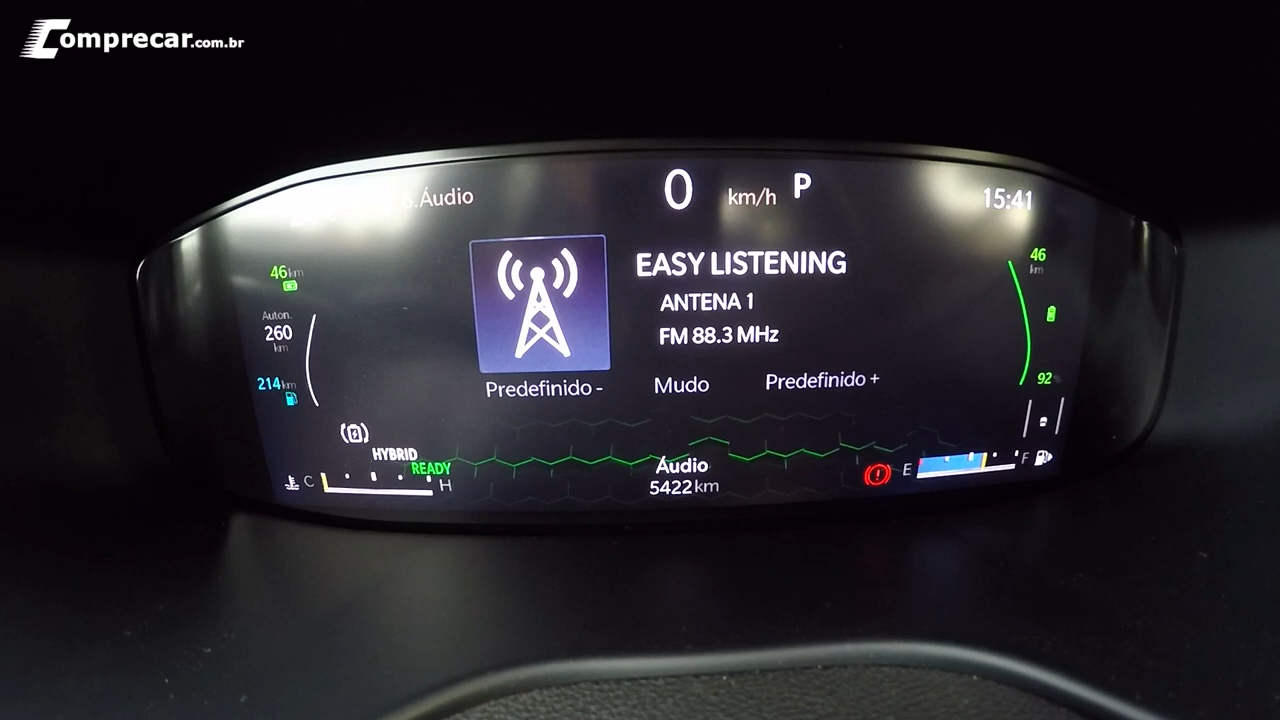 Comprecar.com.br
.Áudio
0 km/h P
15:41
46 km
Auton.
260
km
214 km
EASY LISTENING
ANTENA 1
FM 88.3 MHz
Predefinido - Mudo Predefinido +
46
km
92
HYBRID
READY
C H
Áudio
5422 km
E F